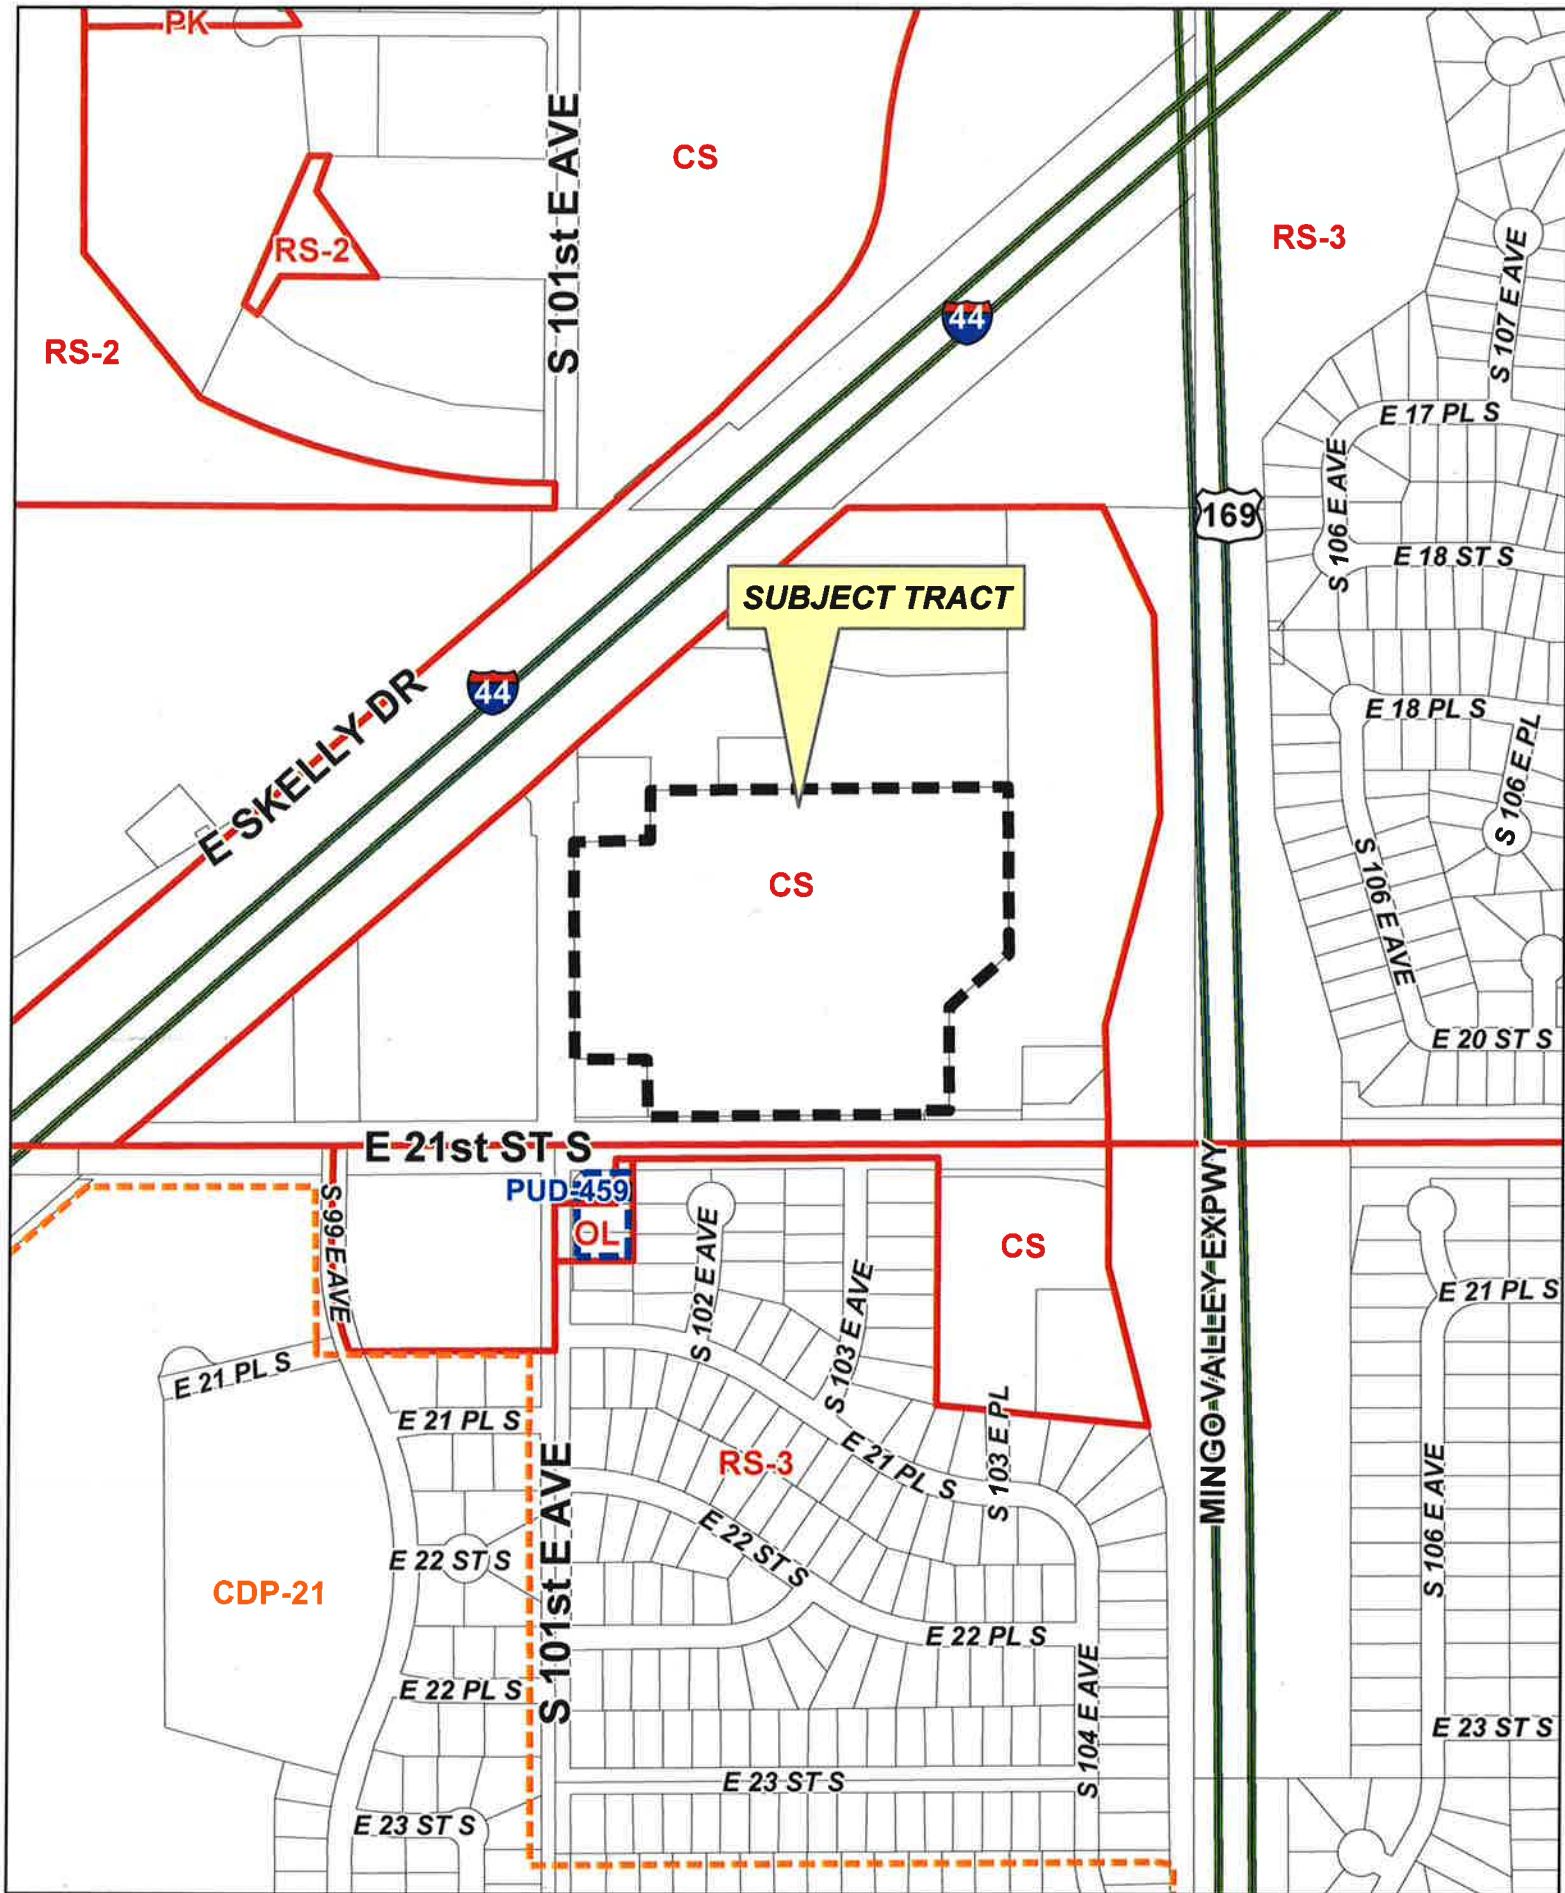 PK
S 101st E AVE
CS
RS-2
RS-2
RS-3
44
S 107 E AVE
E 17 PL S
S 106 E AVE
169
E 18 ST S
SUBJECT TRACT
44
E SKELLY DR
E 18 PL S
S 106 E PL
CS
S 106 E AVE
E 20 ST S
E 21st ST S
PUD-459
OL
S 99 E AVE
S 102 E AVE
S 103 E AVE
CS
MINGO VALLEY EXPWY
E 21 PL S
E 21 PL S
E 21 PL S
S 101st E AVE
RS-3
E 21 PL S
S 103 E PL
S 106 E AVE
E 22 ST S
E 22 ST S
CDP-21
E 22 PL S
E 22 PL S
S 104 E AVE
E 23 ST S
E 23 ST S
E 23 ST S